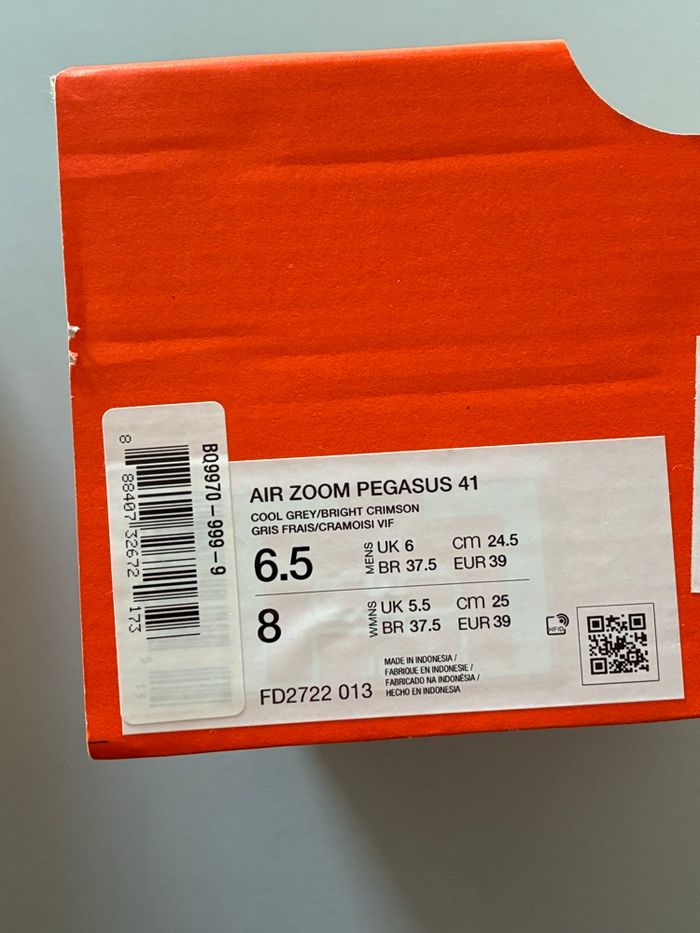 BQ9970-999-9
8 88407 32672 173
AIR ZOOM PEGASUS 41
COOL GREY/BRIGHT CRIMSON
GRIS FRAIS/CRAMOISI VIF
6.5 MENS UK 6 cm 24.5
BR 37.5 EUR 39
8 WMNS UK 5.5 cm 25
BR 37.5 EUR 39
RFID
MADE IN INDONESIA /
FABRIQUE EN INDONESIE /
FABRICADO NA INDONÉSIA /
HECHO EN INDONESIA
FD2722 013